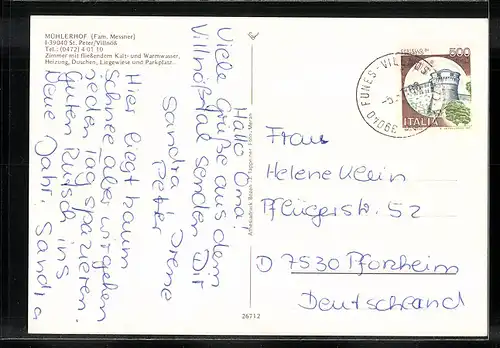 MÜHLERHOF (Fam. Messner)
I-39040 St. Peter/Villnöß
Tel.: (0472) 4 01 10
Zimmer mit fließendem Kalt- und Warmwasser,
Heizung, Duschen, Liegewiese und Parkplatz.
Hallo Oma!
Viele Grüße aus dem
Villnößtal senden Dir
Sandra Irene
Peter
Hier liegt kaum
Schnee aber wir gehen
jeden Tag spazieren.
Guten Rutsch ins
neue Jahr. Sandra
26712
500
ITALIA
39040 FUNES-VILLNÖSS
Frau
Helene Klein
Pflügerstr. 52
D 7530 Pforzheim
Deutschland